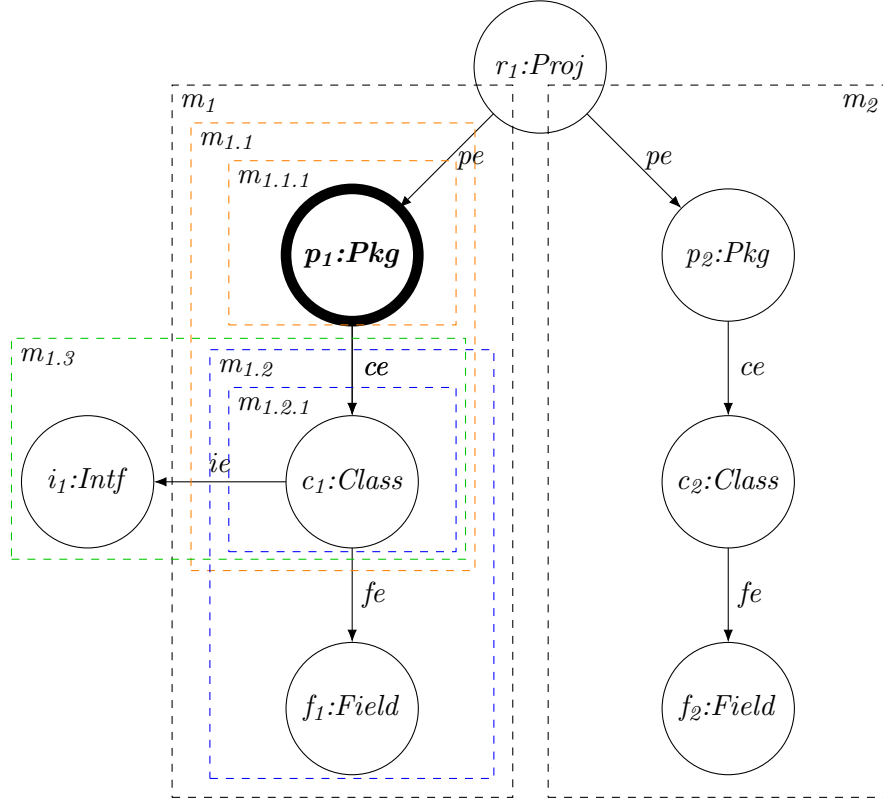 r₁:Proj
m₁
m₂
m₁.₁
pe
pe
m₁.₁.₁
p₁:Pkg
p₂:Pkg
m₁.₃
m₁.₂
ce
ce
m₁.₂.₁
ie
i₁:Intf
c₁:Class
c₂:Class
fe
fe
f₁:Field
f₂:Field